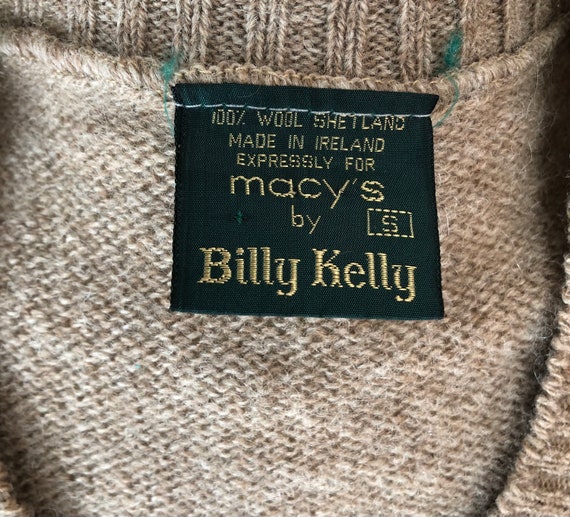 100% WOOL SHETLAND
MADE IN IRELAND
EXPRESSLY FOR
macy's
by S
Billy Kelly